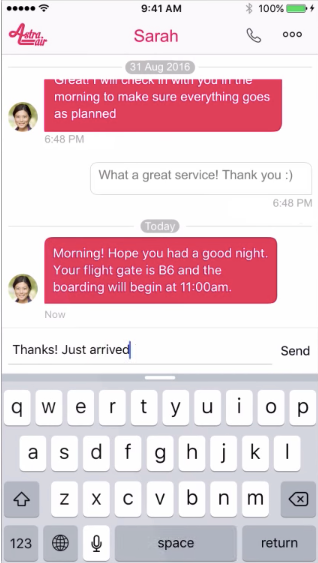 9:41 AM
100%
Astra
air
Sarah
31 Aug 2016
Great! I will check in with you in the
morning to make sure everything goes
as planned
6:48 PM
What a great service! Thank you :)
6:48 PM
Today
Morning! Hope you had a good night.
Your flight gate is B6 and the
boarding will begin at 11:00am.
Now
Thanks! Just arrived
Send
q w e r t y u i o p
a s d f g h j k l
z x c v b n m
123 space return